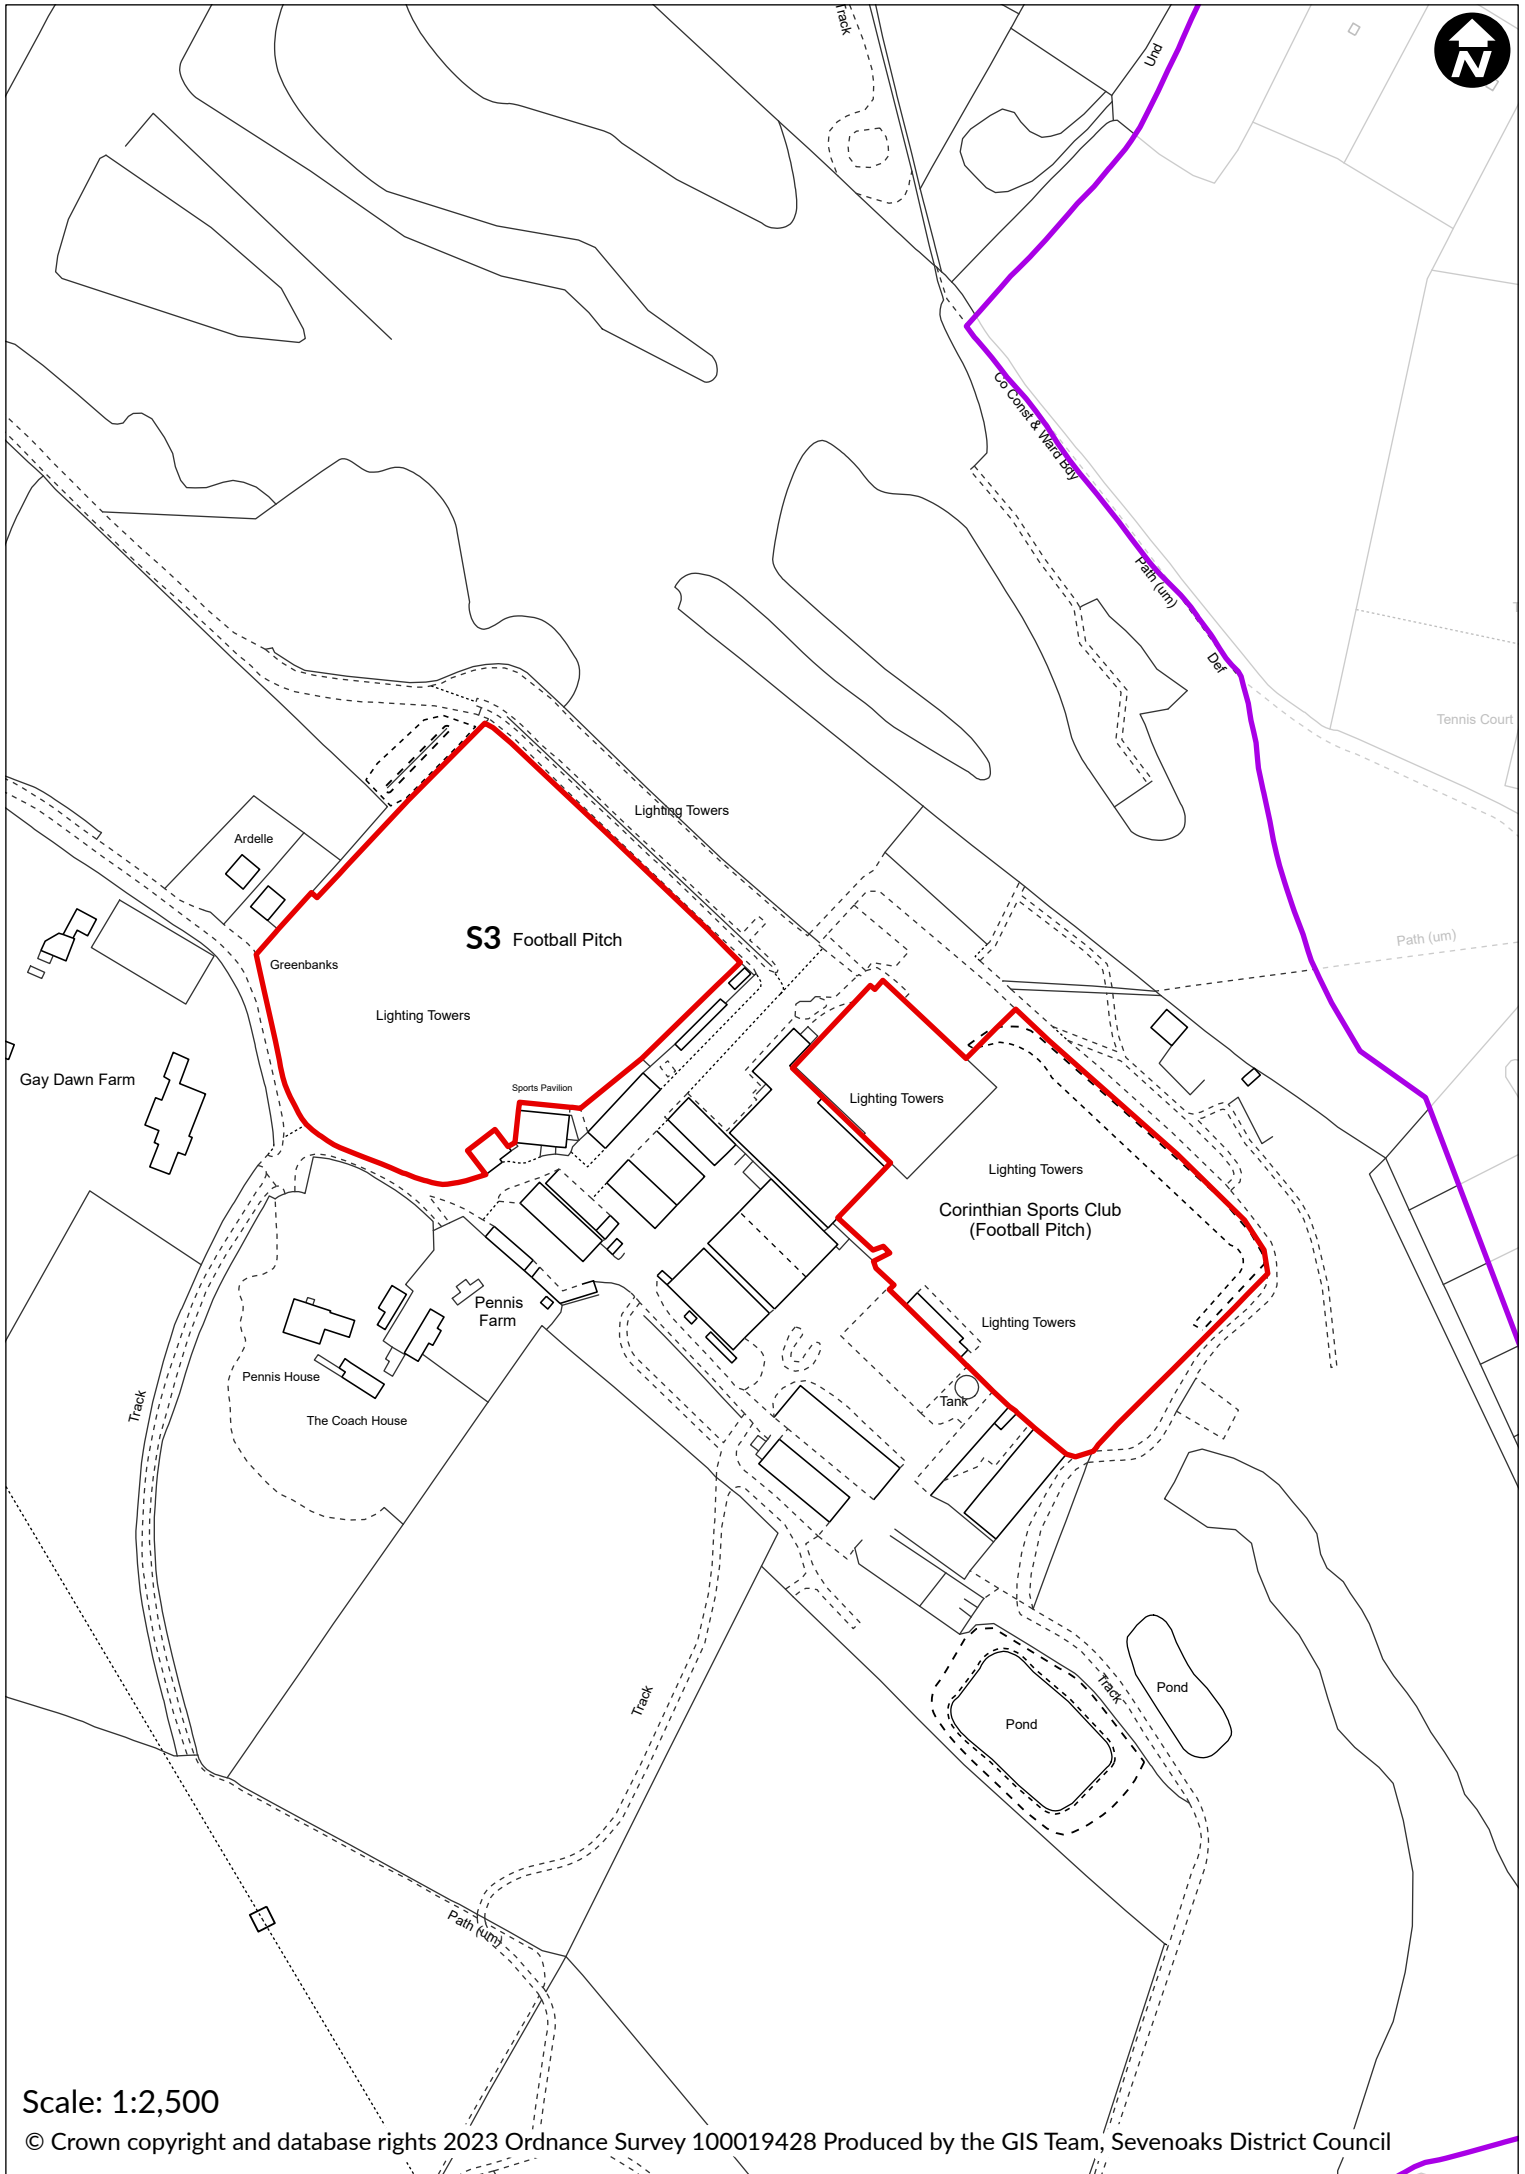 Track
Und
N
Co Const & Ward Bdy
Path (um)
Def
Tennis Court
Lighting Towers
Ardelle
S3 Football Pitch
Path (um)
Greenbanks
Lighting Towers
Gay Dawn Farm
Sports Pavilion
Lighting Towers
Lighting Towers
Corinthian Sports Club
(Football Pitch)
Pennis
Farm
Lighting Towers
Pennis House
Track
Tank
The Coach House
Track
Track
Pond
Pond
Path (um)
Scale: 1:2,500
© Crown copyright and database rights 2023 Ordnance Survey 100019428 Produced by the GIS Team, Sevenoaks District Council